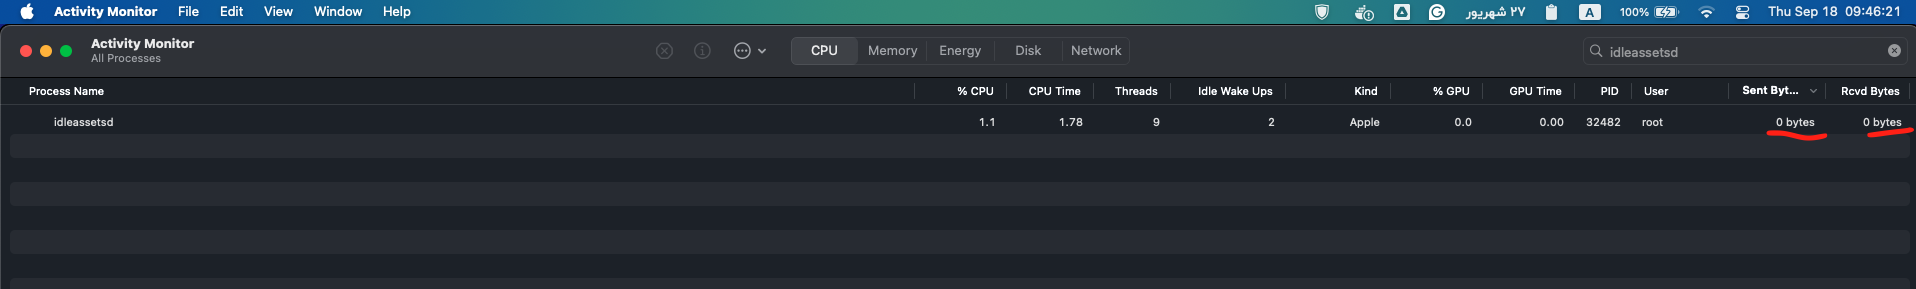 Activity Monitor File Edit View Window Help ۲۷ شهریور A 100% Thu Sep 18 09:46:21
Activity Monitor
All Processes
CPU Memory Energy Disk Network
idleassetsd
Process Name % CPU CPU Time Threads Idle Wake Ups Kind % GPU GPU Time PID User Sent Byt... Rcvd Bytes
idleassetsd 1.1 1.78 9 2 Apple 0.0 0.00 32482 root 0 bytes 0 bytes